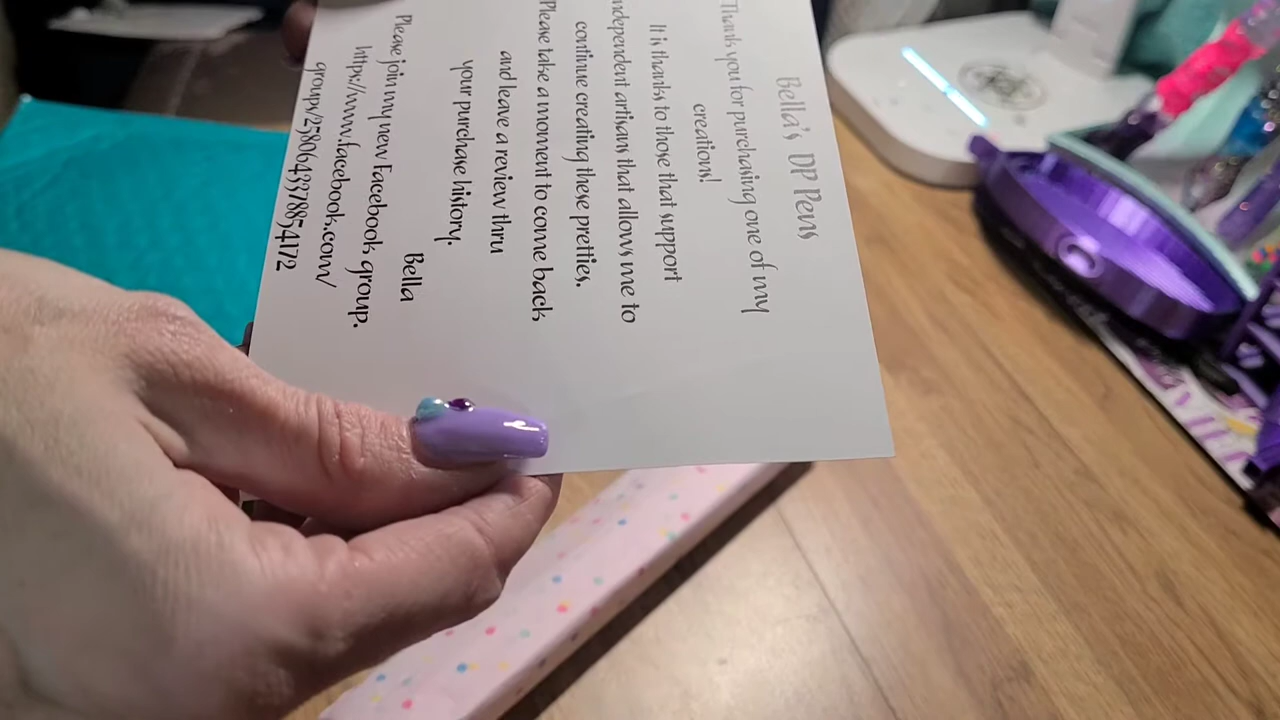 Bella's DP Pens
Thank you for purchasing one of my
creations!
It is thanks to those that support
independent artisans that allows me to
continue creating these pretties.
Please take a moment to come back
and leave a review thru
your purchase history.
Bella
Please join my new Facebook group.
https://www.facebook.com/
groups/2530643378854172